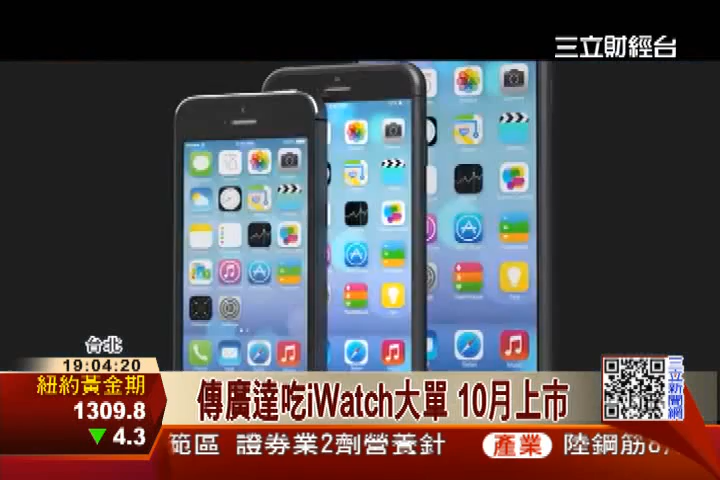 三立財經台
台北
19:04:20
紐約黃金期
1309.8
▼4.3
傳廣達吃iWatch大單 10月上市
三立新聞網
範區 證券業2劑營養針
產業
陸鋼筋